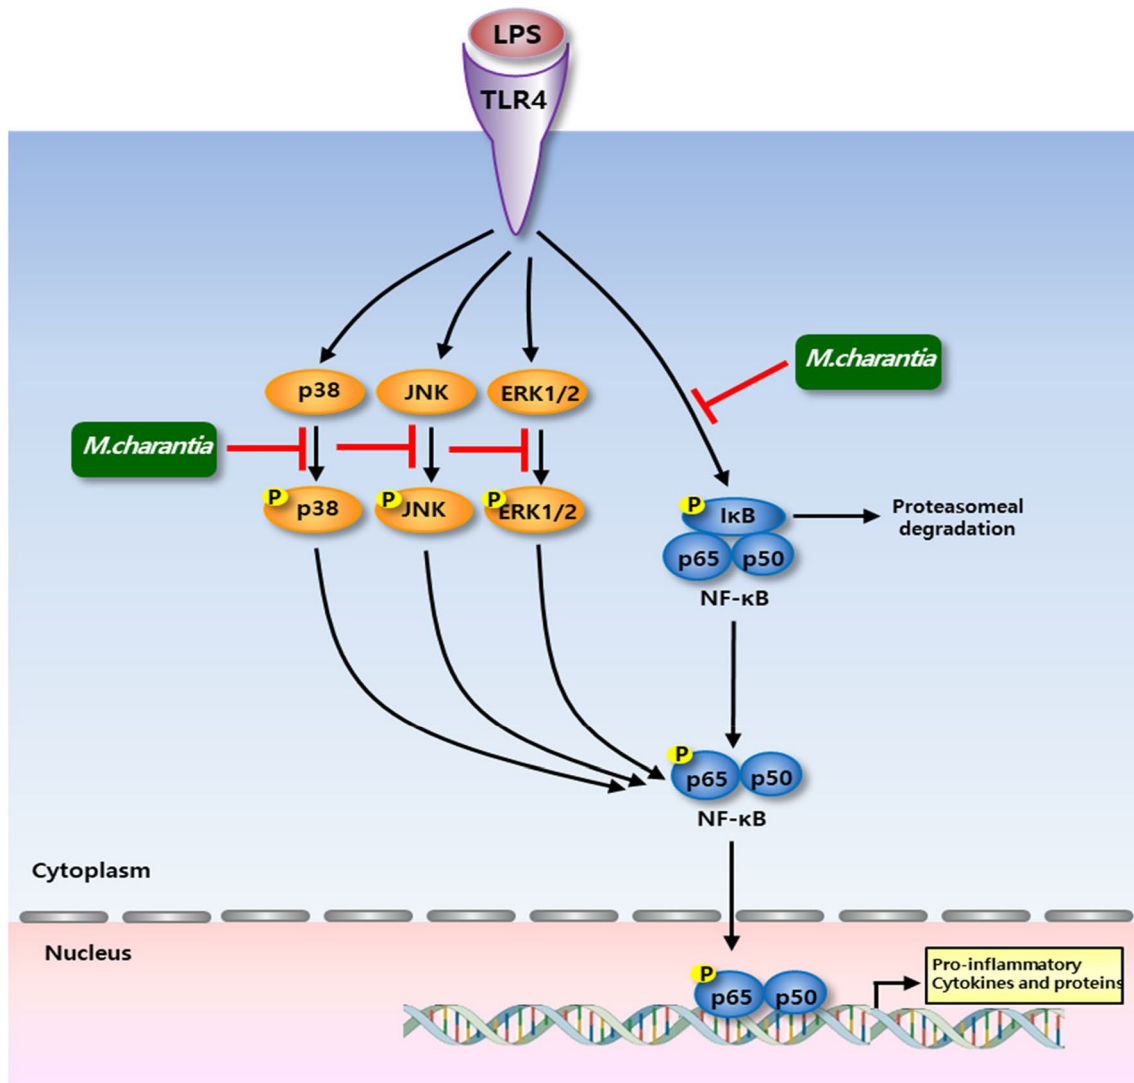 LPS
TLR4
M.charantia
p38
JNK
ERK1/2
M.charantia
P
p38
P
JNK
P
ERK1/2
P
IκB
p65
p50
NF-κB
Proteasomeal
degradation
P
p65
p50
NF-κB
Cytoplasm
Nucleus
P
p65
p50
Pro-inflammatory
Cytokines and proteins